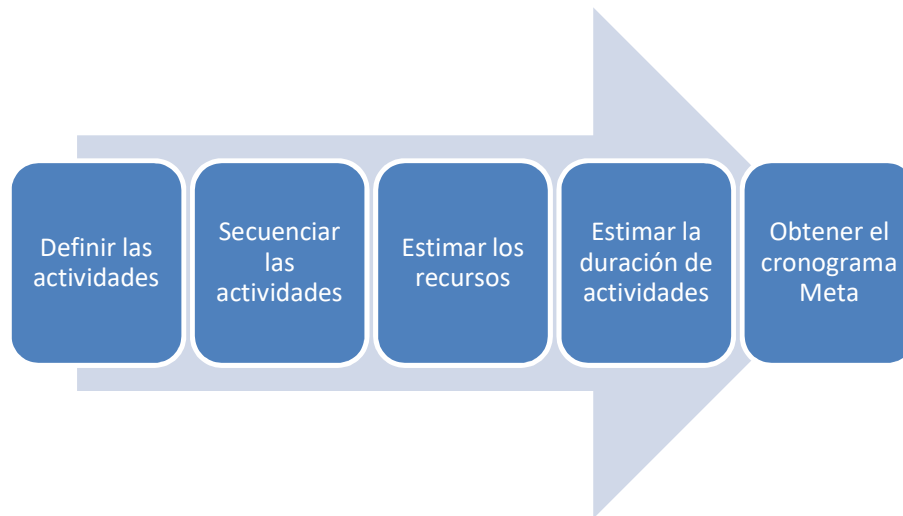 Definir las
actividades
Secuenciar
las
actividades
Estimar los
recursos
Estimar la
duración de
actividades
Obtener el
cronograma
Meta